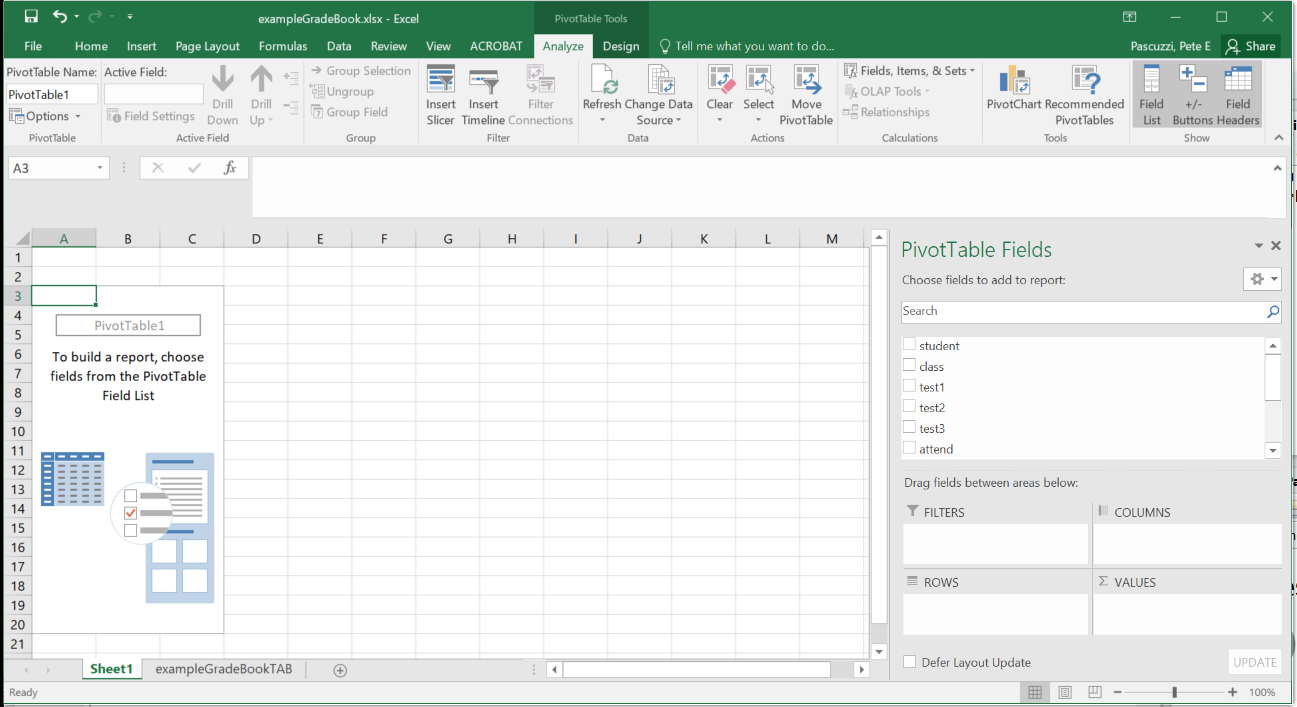 exampleGradeBook.xlsx - Excel
PivotTable Tools
File Home Insert Page Layout Formulas Data Review View ACROBAT Analyze Design Tell me what you want to do... Pascuzzi, Pete E Share
PivotTable Name: Active Field:
PivotTable1
Options
Field Settings
Drill Down
Drill Up
PivotTable
Active Field
Group Selection
Ungroup
Group Field
Group
Insert Slicer
Insert Timeline
Filter Connections
Filter
Refresh
Change Data Source
Data
Clear
Select
Move PivotTable
Actions
Fields, Items, & Sets
OLAP Tools
Relationships
Calculations
PivotChart
Recommended PivotTables
Tools
Field List
+/- Buttons
Field Headers
Show
A3
fx
A B C D E F G H I J K L M
1
2
3
4
5
6
7
8
9
10
11
12
13
14
15
16
17
18
19
20
21
PivotTable1
To build a report, choose
fields from the PivotTable
Field List
PivotTable Fields
Choose fields to add to report:
Search
student
class
test1
test2
test3
attend
Drag fields between areas below:
FILTERS
COLUMNS
ROWS
Σ VALUES
Defer Layout Update
UPDATE
Sheet1 exampleGradeBookTAB
Ready
100%